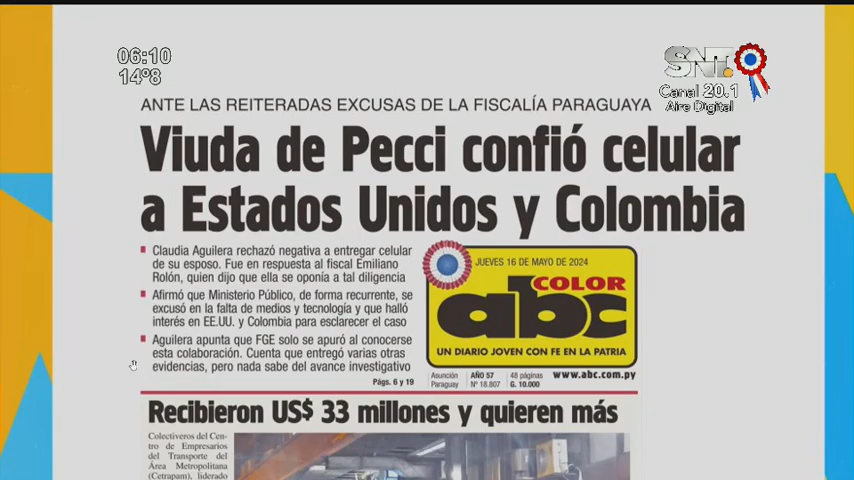 06:10
14°8
SNT.
Canal 20.1
Aire Digital
ANTE LAS REITERADAS EXCUSAS DE LA FISCALÍA PARAGUAYA
Viuda de Pecci confió celular
a Estados Unidos y Colombia
Claudia Aguilera rechazó negativa a entregar celular
de su esposo. Fue en respuesta al fiscal Emiliano
Rolón, quien dijo que ella se oponía a tal diligencia
Afirmó que Ministerio Público, de forma recurrente, se
excusó en la falta de medios y tecnología y que halló
interés en EE.UU. y Colombia para esclarecer el caso
Aguilera apunta que FGE solo se apuró al conocerse
esta colaboración. Cuenta que entregó varias otras
evidencias, pero nada sabe del avance investigativo
Págs. 6 y 19
JUEVES 16 DE MAYO DE 2024
COLOR
abc
UN DIARIO JOVEN CON FE EN LA PATRIA
Asunción
Paraguay
AÑO 57
N° 18.807
48 páginas
G. 10.000
www.abc.com.py
Recibieron US$ 33 millones y quieren más
Colectiveros del Cen-
tro de Empresarios
del Transporte del
Área Metropolitana
(Cetrapam), liderado